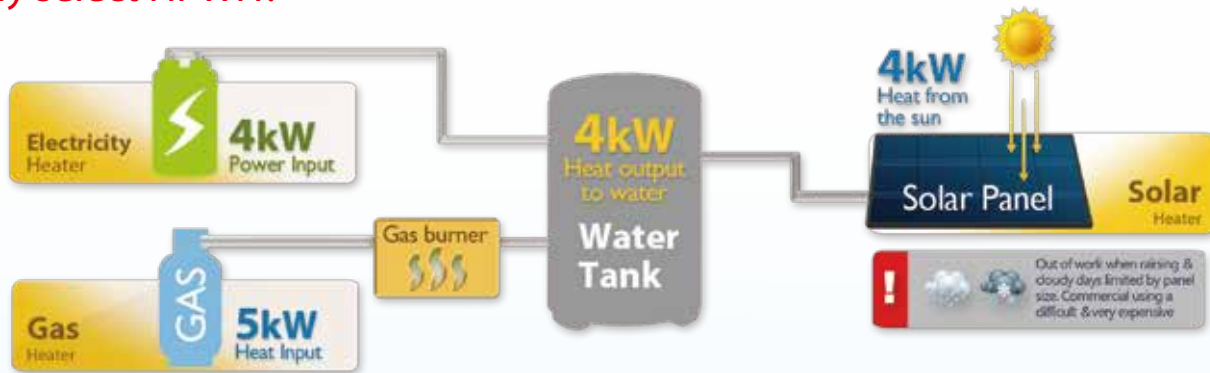 Electricity
Heater
4kW
Power Input
Gas burner
GAS
Gas
Heater
5kW
Heat Input
4kW
Heat output
to water
Water
Tank
4kW
Heat from
the sun
Solar Panel
Solar
Heater
!
Out of work when raising &
cloudy days limited by panel
size. Commercial using a
difficult & very expensive